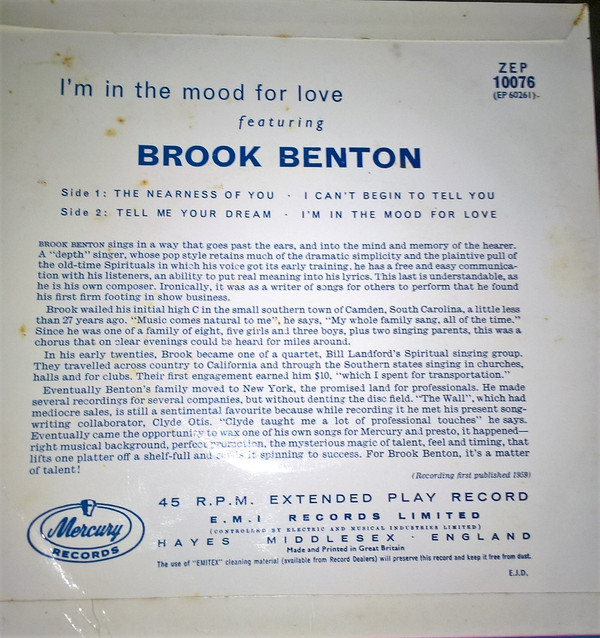 ZEP
10076
(EP 60261)
I'm in the mood for love
featuring
BROOK BENTON
Side 1: THE NEARNESS OF YOU · I CAN'T BEGIN TO TELL YOU
Side 2: TELL ME YOUR DREAM · I'M IN THE MOOD FOR LOVE
BROOK BENTON sings in a way that goes past the ears, and into the mind and memory of the hearer.
A "depth" singer, whose pop style retains much of the dramatic simplicity and the plaintive pull of
the old-time Spirituals in which his voice got its early training, he has a free and easy communica-
tion with his listeners, an ability to put real meaning into his lyrics. This last is understandable, as
he is his own composer. Ironically, it was as a writer of songs for others to perform that he found
his first firm footing in show business.
Brook wailed his initial high C in the small southern town of Camden, South Carolina, a little less
than 27 years ago. "Music comes natural to me", he says, "My whole family sang, all of the time."
Since he was one of a family of eight, five girls and three boys, plus two singing parents, this was a
chorus that on clear evenings could be heard for miles around.
In his early twenties, Brook became one of a quartet, Bill Landford's Spiritual singing group.
They travelled across country to California and through the Southern states singing in churches,
halls and for clubs. Their first engagement earned him $10, "which I spent for transportation."
Eventually Benton's family moved to New York, the promised land for professionals. He made
several recordings for several companies, but without denting the disc field. "The Wall", which had
mediocre sales, is still a sentimental favourite because while recording it he met his present song-
writing collaborator, Clyde Otis. "Clyde taught me a lot of professional touches" he says.
Eventually came the opportunity to wax one of his own songs for Mercury and presto, it happened—
right musical background, perfect promotion, the mysterious magic of talent, feel and timing, that
lifts one platter off a shelf-full and it spinning to success. For Brook Benton, it's a matter
of talent!
(Recording first published 1959)
45 R.P.M. EXTENDED PLAY RECORD
E.M.I RECORDS LIMITED
(CONTROLLED BY ELECTRIC AND MUSICAL INDUSTRIES LIMITED)
HAYES MIDDLESEX · ENGLAND
Made and Printed in Great Britain
Mercury
RECORDS
The use of "EMITEX" cleaning material (available from Record Dealers) will preserve this record and keep it free from dust.
E.J.D.